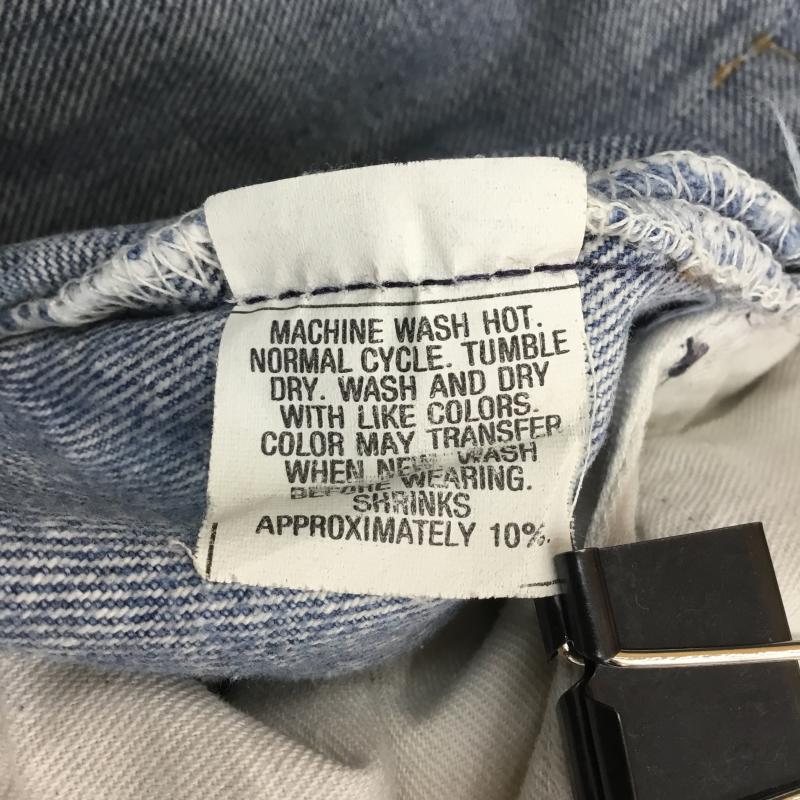 MACHINE WASH HOT.
NORMAL CYCLE. TUMBLE
DRY. WASH AND DRY
WITH LIKE COLORS.
COLOR MAY TRANSFER
WHEN NEW. WASH
BEFORE WEARING.
SHRINKS
APPROXIMATELY 10%.